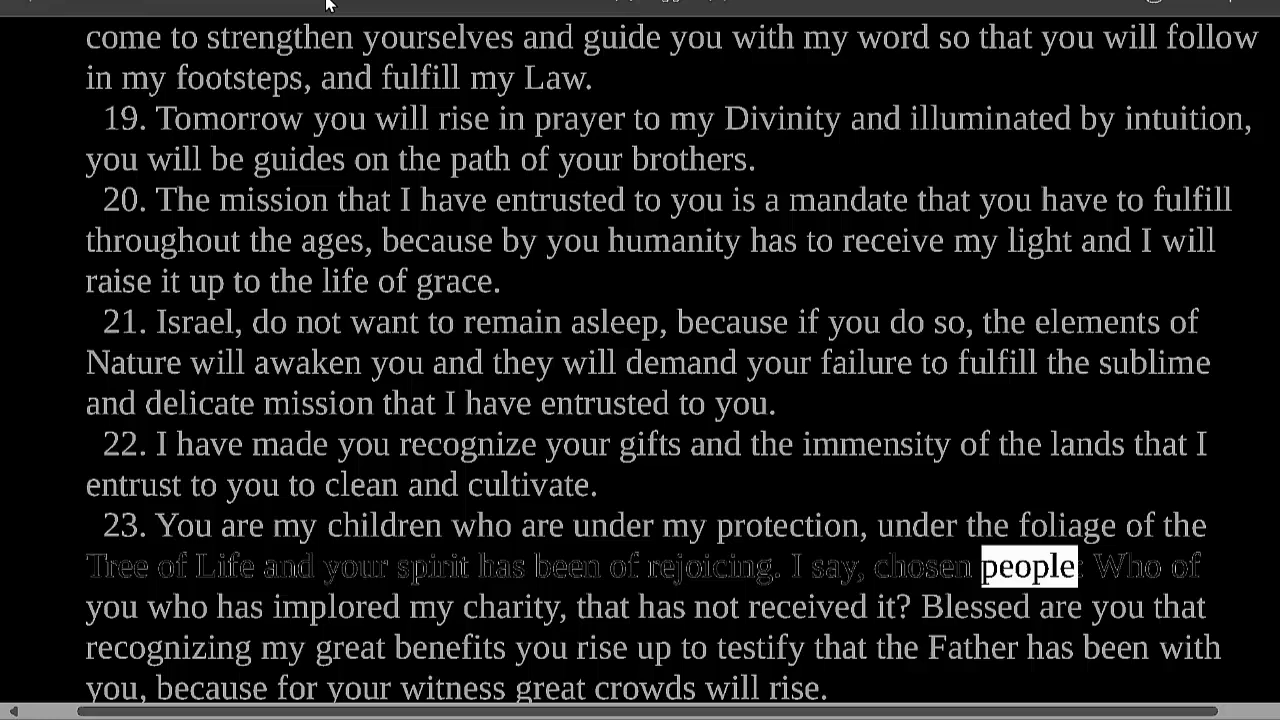 come to strengthen yourselves and guide you with my word so that you will follow
in my footsteps, and fulfill my Law.
19. Tomorrow you will rise in prayer to my Divinity and illuminated by intuition,
you will be guides on the path of your brothers.
20. The mission that I have entrusted to you is a mandate that you have to fulfill
throughout the ages, because by you humanity has to receive my light and I will
raise it up to the life of grace.
21. Israel, do not want to remain asleep, because if you do so, the elements of
Nature will awaken you and they will demand your failure to fulfill the sublime
and delicate mission that I have entrusted to you.
22. I have made you recognize your gifts and the immensity of the lands that I
entrust to you to clean and cultivate.
23. You are my children who are under my protection, under the foliage of the
Tree of Life and your spirit has been of rejoicing. I say, chosen people: Who of
you who has implored my charity, that has not received it? Blessed are you that
recognizing my great benefits you rise up to testify that the Father has been with
you, because for your witness great crowds will rise.